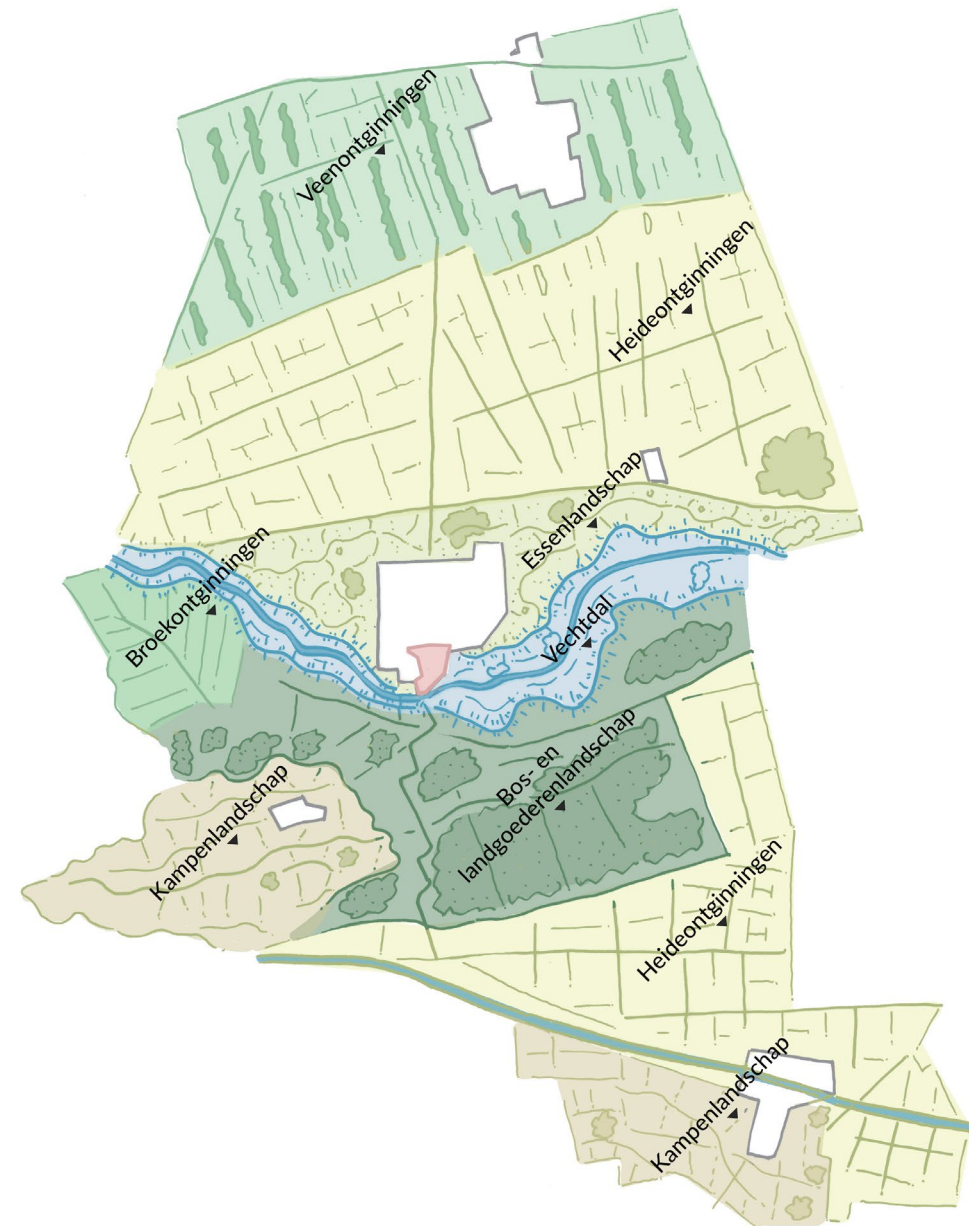 Veenontginningen
Heideontginningen
Essenlandschap
Broekontginningen
Vechtdal
Bos- en
landgoederenlandschap
Kampenlandschap
Heideontginningen
Kampenlandschap